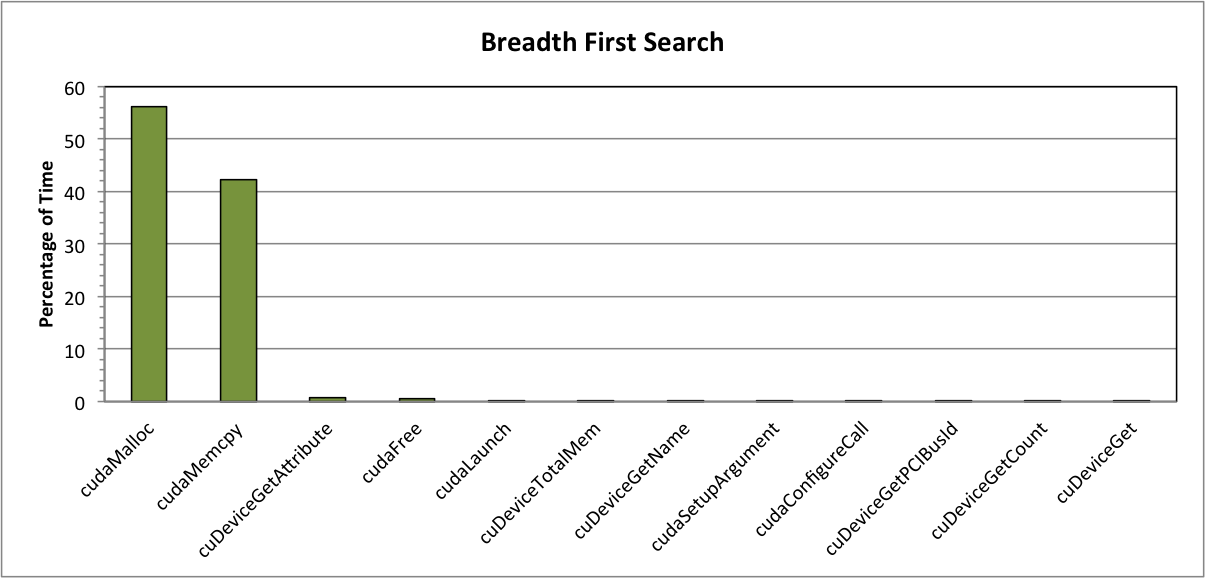 Breadth First Search
Percentage of Time
60
50
40
30
20
10
0
cudaMalloc
cudaMemcpy
cuDeviceGetAttribute
cudaFree
cudaLaunch
cuDeviceTotalMem
cuDeviceGetName
cudaSetupArgument
cudaConfigureCall
cuDeviceGetPCIBusId
cuDeviceGetCount
cuDeviceGet